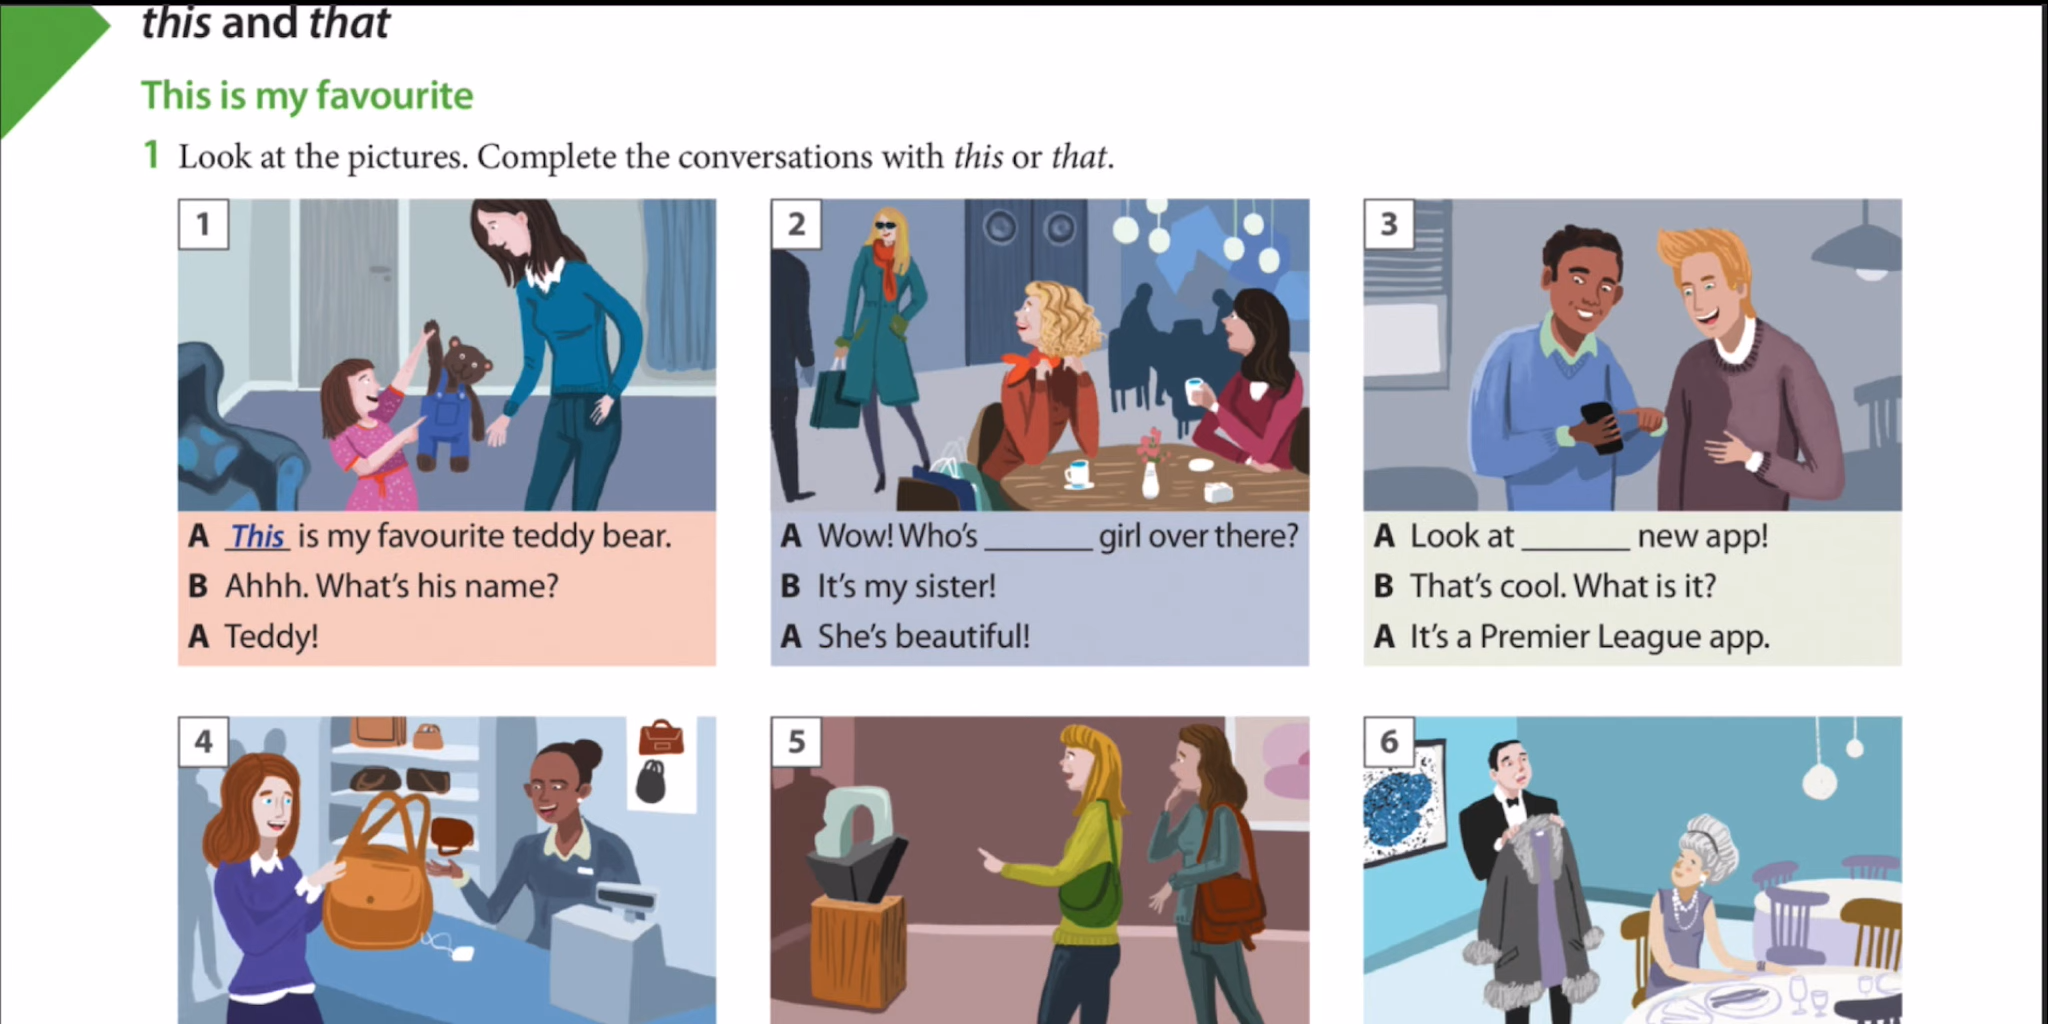 this and that
This is my favourite
1 Look at the pictures. Complete the conversations with this or that.
1
A This is my favourite teddy bear.
B Ahhh. What's his name?
A Teddy!
2
A Wow! Who's ______ girl over there?
B It's my sister!
A She's beautiful!
3
A Look at ______ new app!
B That's cool. What is it?
A It's a Premier League app.
4
5
6